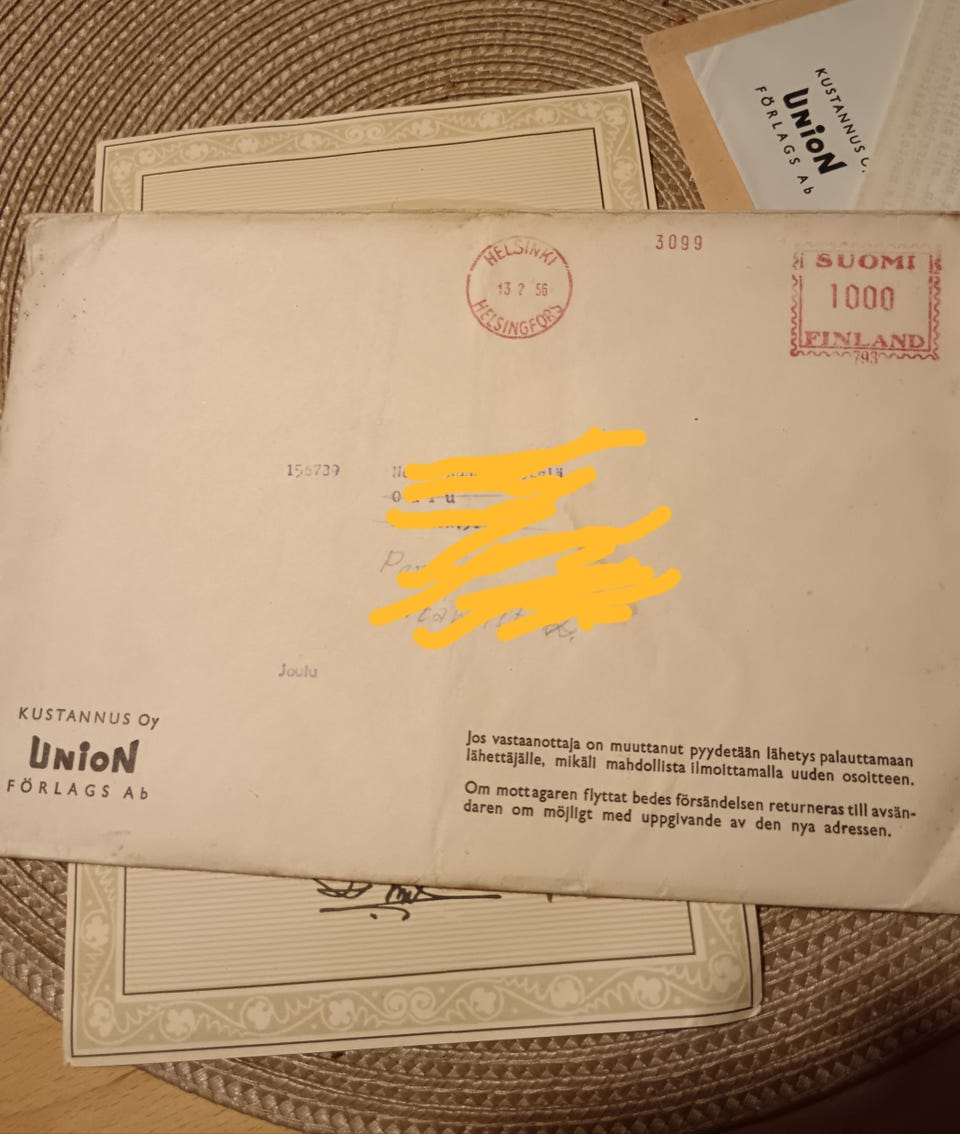 KUSTANNUS O.
UNiON
FÖRLAGS Ab
HELSINKI
13 2 56
HELSINGFORS
3099
SUOMI
1000
FINLAND
793
156739
Joulu
KUSTANNUS Oy
UNiON
FÖRLAGS Ab
Jos vastaanottaja on muuttanut pyydetään lähetys palauttamaan
lähettäjälle, mikäli mahdollista ilmoittamalla uuden osoitteen.
Om mottagaren flyttat bedes försändelsen returneras till avsän-
daren om möjligt med uppgivande av den nya adressen.